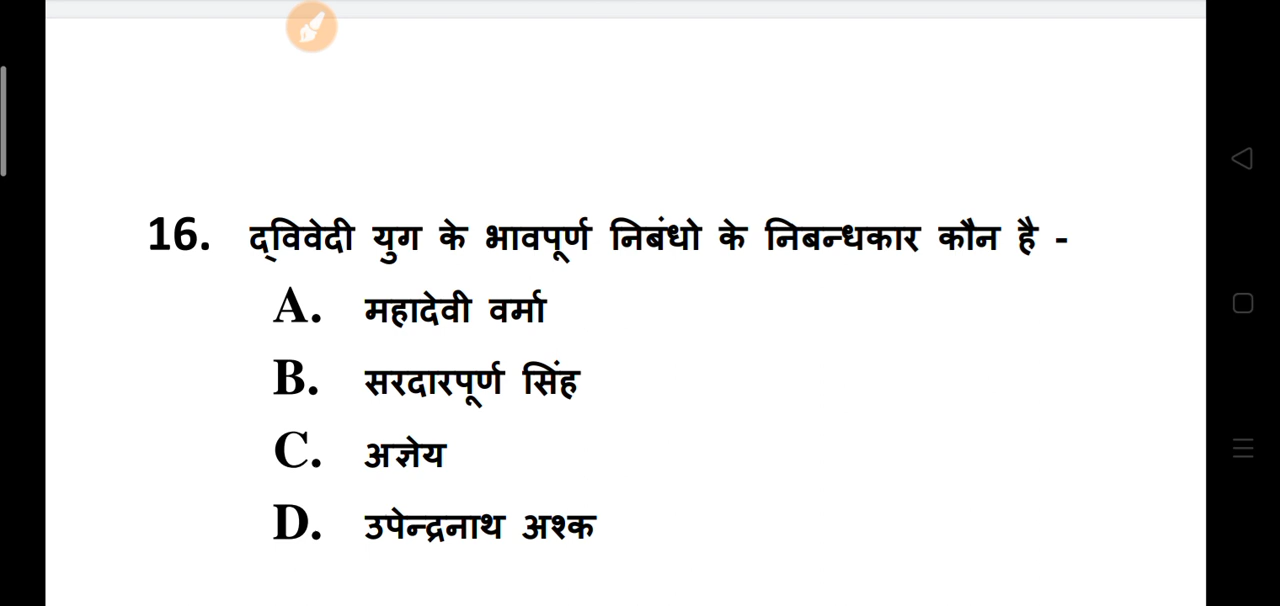 16. द्विवेदी युग के भावपूर्ण निबंधो के निबन्धकार कौन है -
A. महादेवी वर्मा
B. सरदारपूर्ण सिंह
C. अज्ञेय
D. उपेन्द्रनाथ अश्क